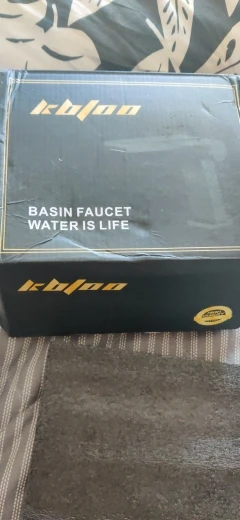 kbloo
BASIN FAUCET
WATER IS LIFE
kbloo